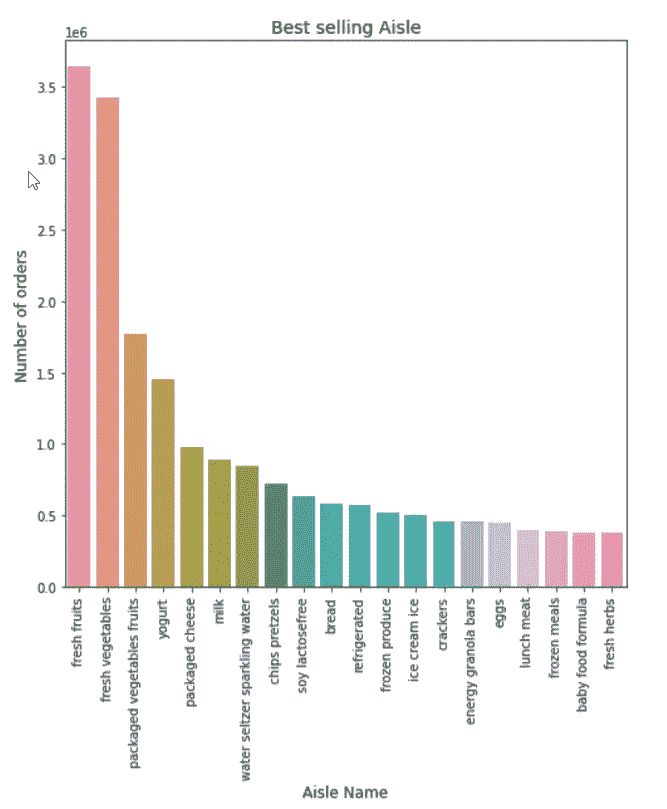 Best selling Aisle
1e6
3.5
3.0
2.5
2.0
1.5
1.0
0.5
0.0
Number of orders
fresh fruits
fresh vegetables
packaged vegetables fruits
yogurt
packaged cheese
milk
water seltzer sparkling water
chips pretzels
soy lactosefree
bread
refrigerated
frozen produce
ice cream ice
crackers
energy granola bars
eggs
lunch meat
frozen meals
baby food formula
fresh herbs
Aisle Name